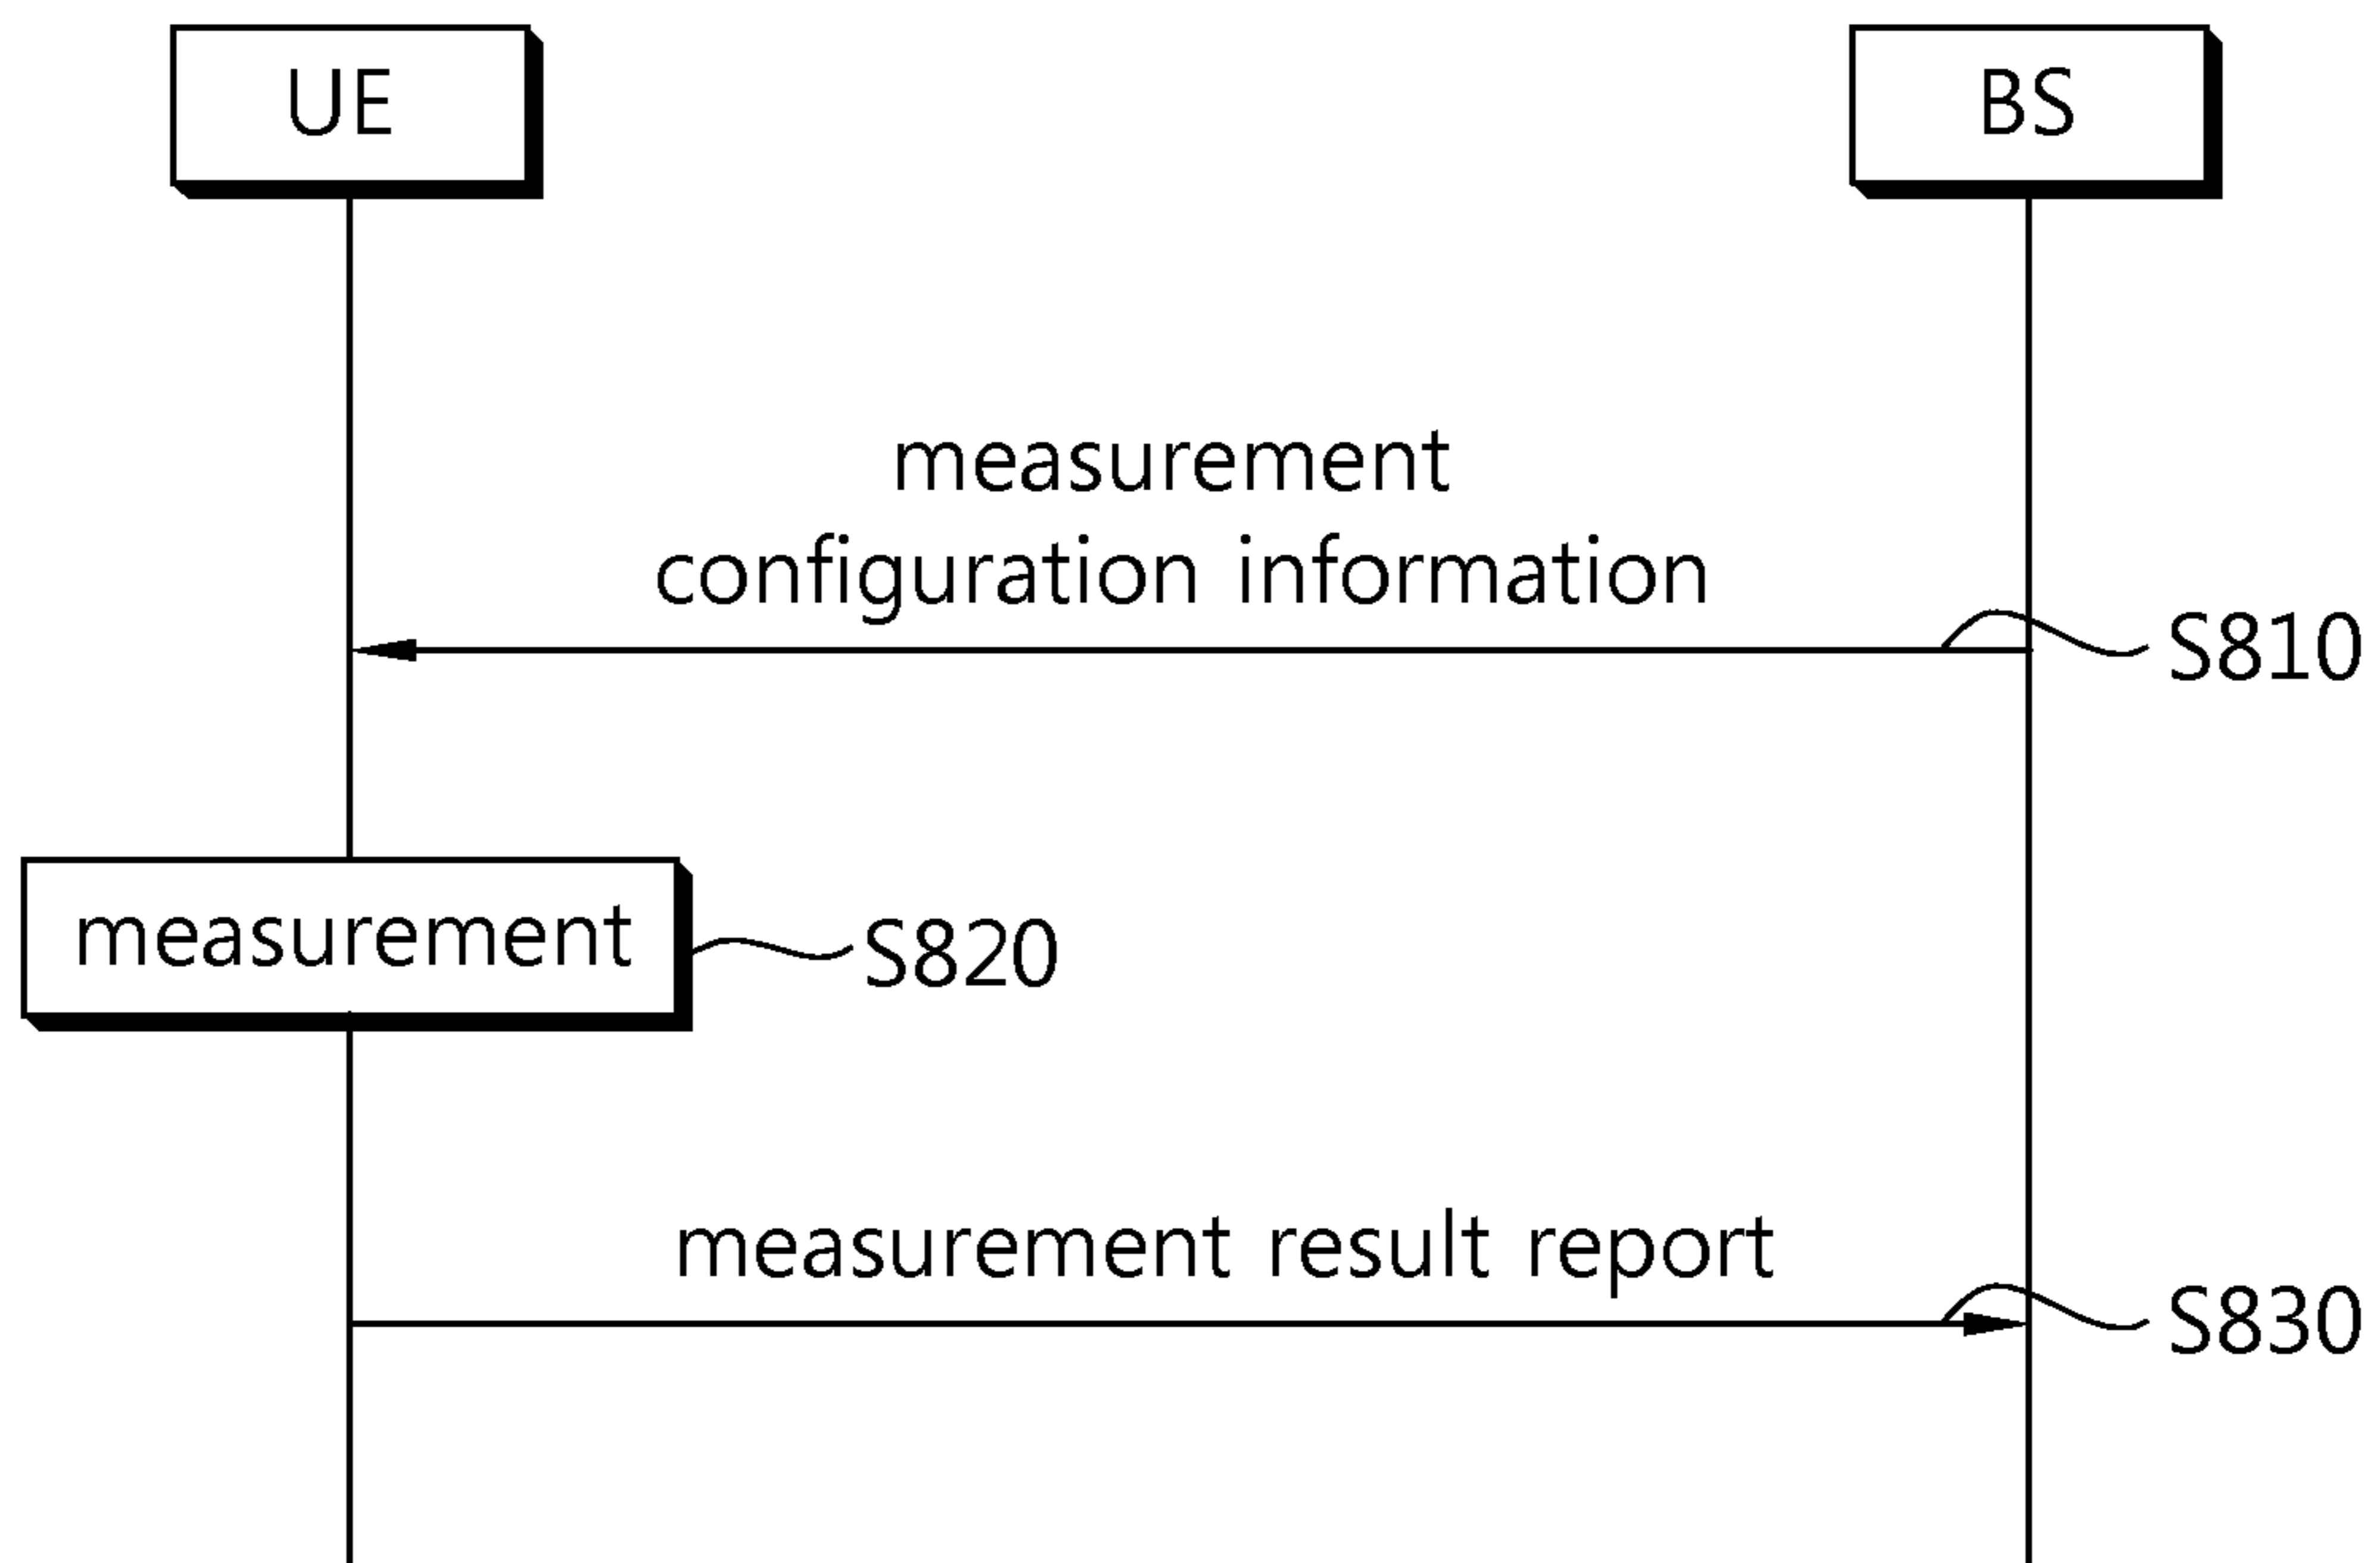 UE
BS
measurement
configuration information
S810
measurement
S820
measurement result report
S830